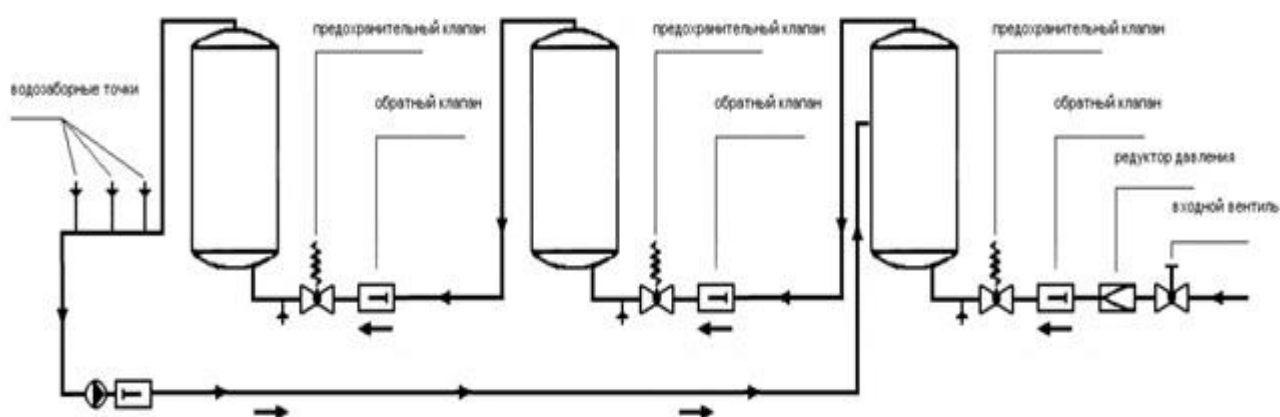 предохранительный клапан
предохранительный клапан
предохранительный клапан
водозаборные точки
обратный клапан
обратный клапан
обратный клапан
редуктор давления
входной вентиль